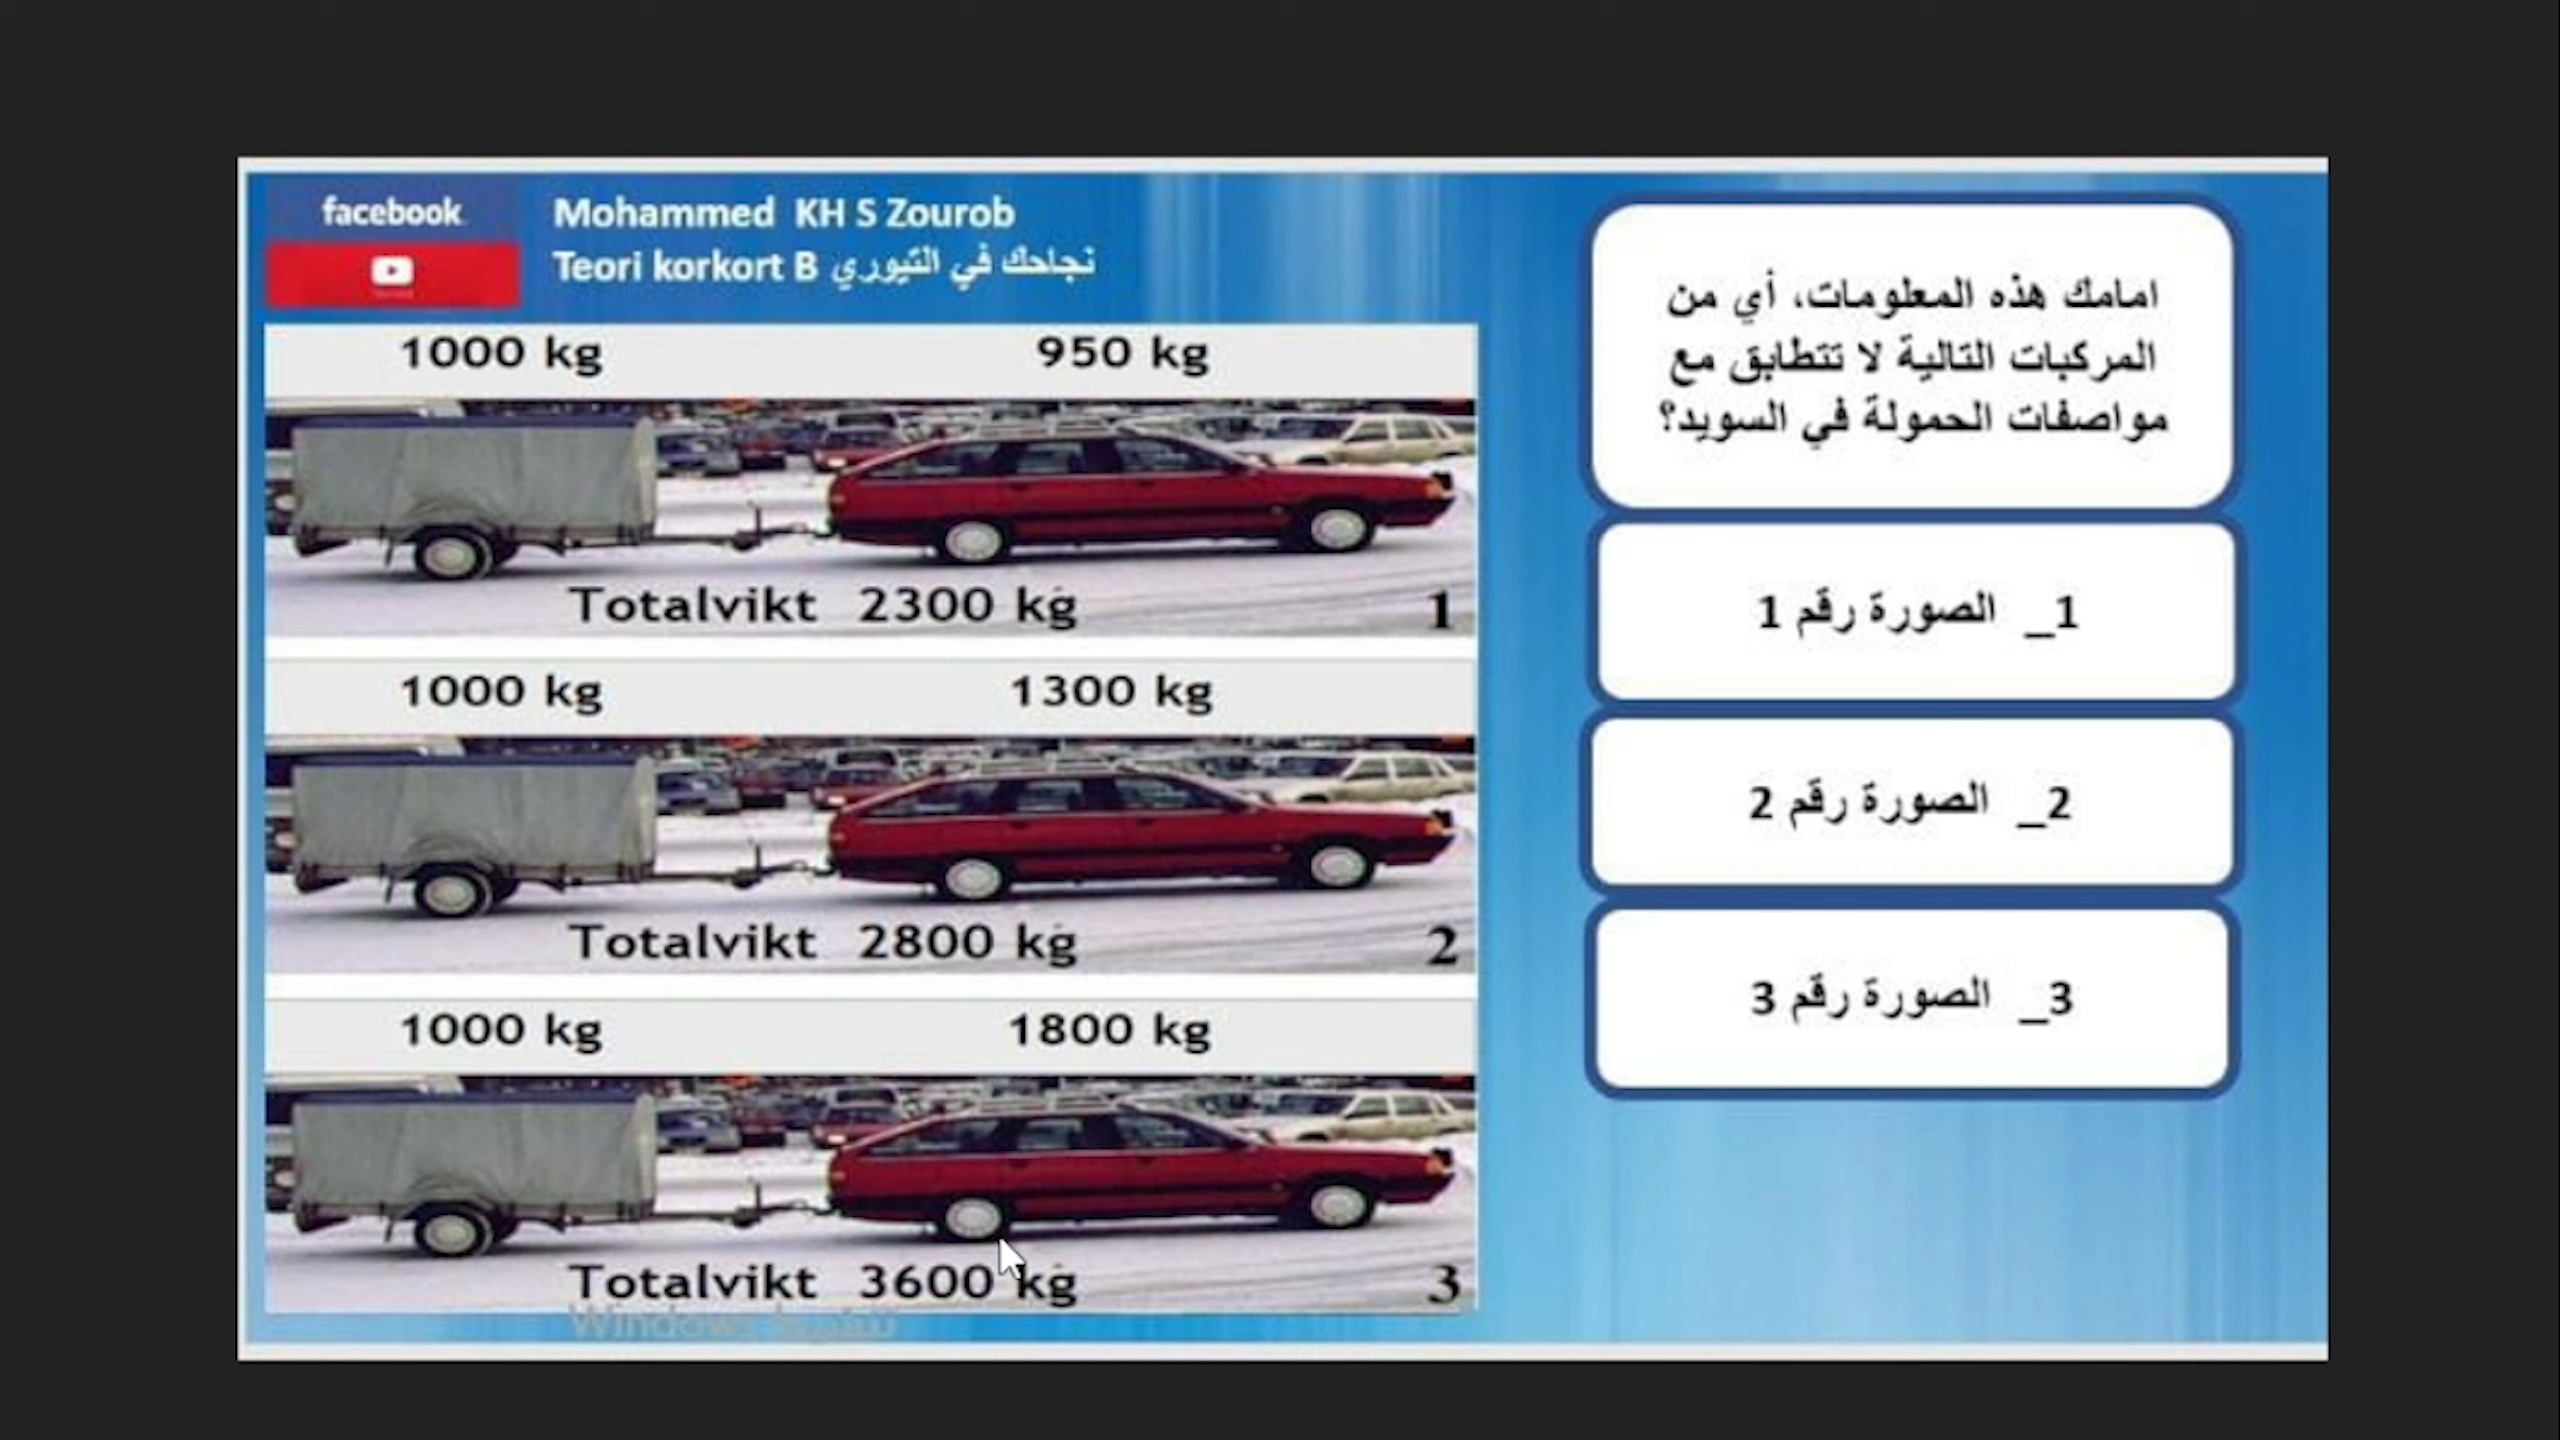 facebook
Mohammed KH S Zourob
Teori korkort B نجاحك في التيوري
1000 kg
950 kg
Totalvikt 2300 kg
1
1000 kg
1300 kg
Totalvikt 2800 kg
2
1000 kg
1800 kg
Totalvikt 3600 kg
3
تنشيط Windows
امامك هذه المعلومات، أي من
المركبات التالية لا تتطابق مع
مواصفات الحمولة في السويد؟
1_ الصورة رقم 1
2_ الصورة رقم 2
3_ الصورة رقم 3